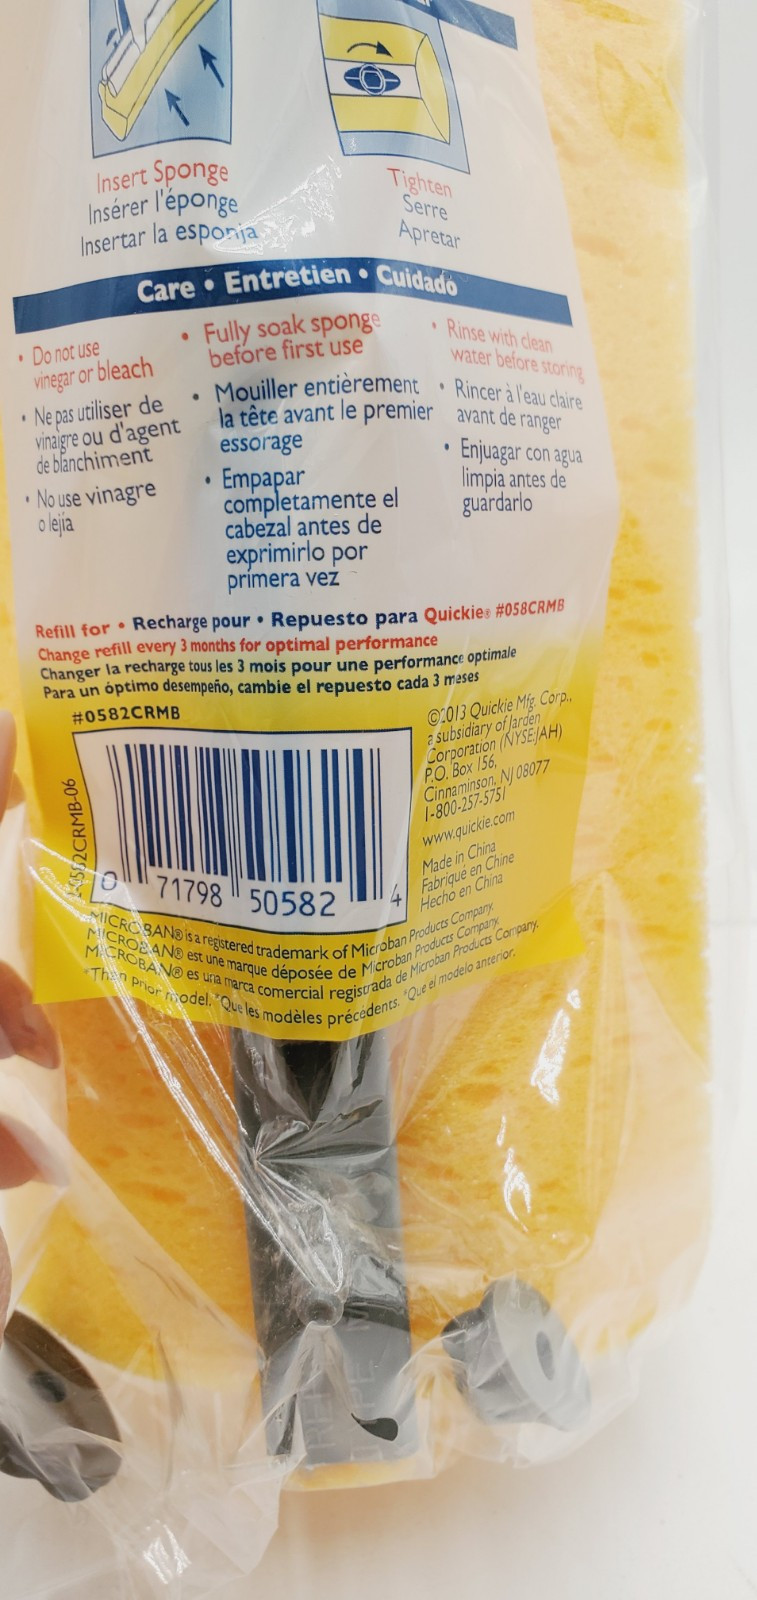 Insert Sponge
Insérer l'éponge
Insertar la esponja
Tighten
Serre
Apretar
Care • Entretien • Cuidado
• Do not use
vinegar or bleach
• Ne pas utiliser de
vinaigre ou d'agent
de blanchiment
• No use vinagre
o lejía
• Fully soak sponge
before first use
• Mouiller entièrement
la tête avant le premier
essorage
• Empapar
completamente el
cabezal antes de
exprimirlo por
primera vez
• Rinse with clean
water before storing
• Rincer à l'eau claire
avant de ranger
• Enjuagar con agua
limpia antes de
guardarlo
Refill for • Recharge pour • Repuesto para Quickie® #058CRMB
Change refill every 3 months for optimal performance
Changer la recharge tous les 3 mois pour une performance optimale
Para un óptimo desempeño, cambie el repuesto cada 3 meses
#0582CRMB
0582CRMB-06
0 71798 50582 4
©2013 Quickie Mfg. Corp.,
a subsidiary of Jarden
Corporation (NYSE:JAH)
P.O. Box 156,
Cinnaminson, NJ 08077
1-800-257-5751
www.quickie.com
Made in China
Fabriqué en Chine
Hecho en China
MICROBAN® is a registered trademark of Microban Products Company.
MICROBAN® est une marque déposée de Microban Products Company.
MICROBAN® es una marca comercial registrada de Microban Products Company.
*Than prior model. *Que les modèles précédents. *Que el modelo anterior.